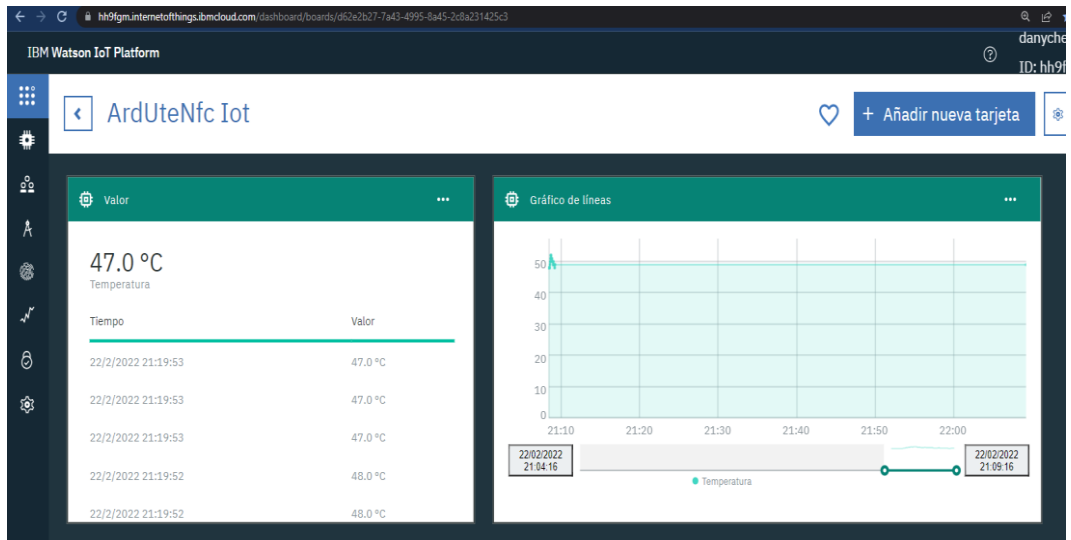 hh9fgm.internetofthings.ibmcloud.com/dashboard/boards/d62e2b27-7a43-4995-8a45-2c8a231425c3
IBM Watson IoT Platform
danyche
ID: hh9f
ArdUteNfc Iot
+ Añadir nueva tarjeta
Valor
47.0 °C
Temperatura
Tiempo Valor
22/2/2022 21:19:53 47.0 °C
22/2/2022 21:19:53 47.0 °C
22/2/2022 21:19:53 47.0 °C
22/2/2022 21:19:52 48.0 °C
22/2/2022 21:19:52 48.0 °C
Gráfico de líneas
50
40
30
20
10
0
21:10 21:20 21:30 21:40 21:50 22:00
22/02/2022
21:04:16
22/02/2022
21:09:16
Temperatura